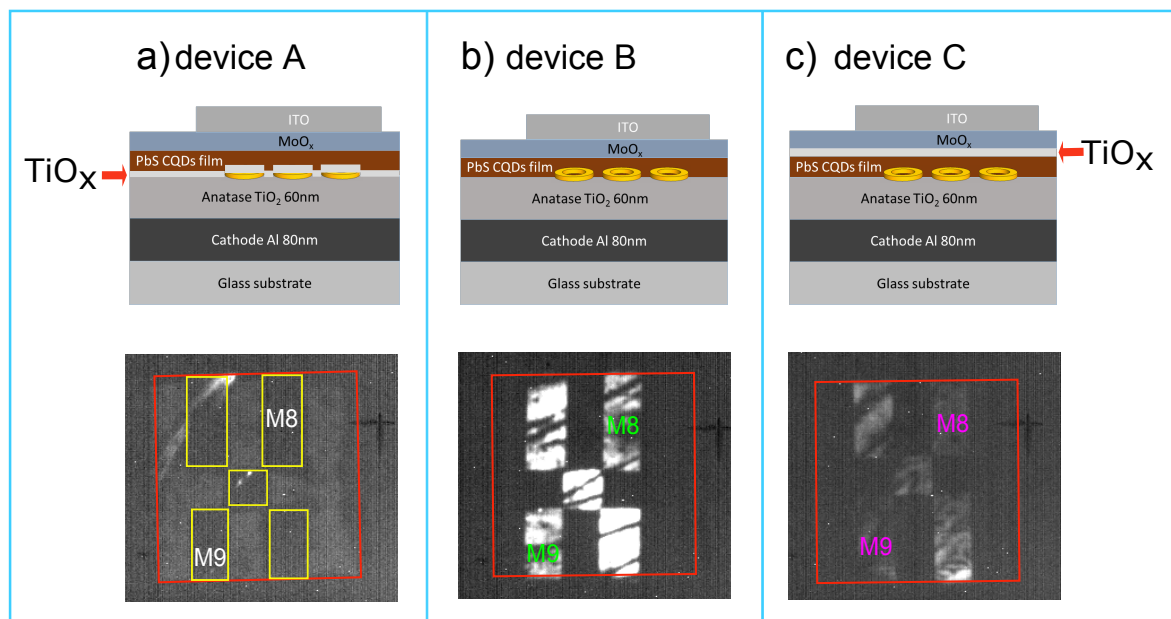 a) device A
ITO
MoOₓ
PbS CQDs film
TiOₓ
Anatase TiO₂ 60nm
Cathode Al 80nm
Glass substrate
M8
M9
b) device B
ITO
MoOₓ
PbS CQDs film
Anatase TiO₂ 60nm
Cathode Al 80nm
Glass substrate
M8
M9
c) device C
ITO
MoOₓ
TiOₓ
PbS CQDs film
Anatase TiO₂ 60nm
Cathode Al 80nm
Glass substrate
M8
M9